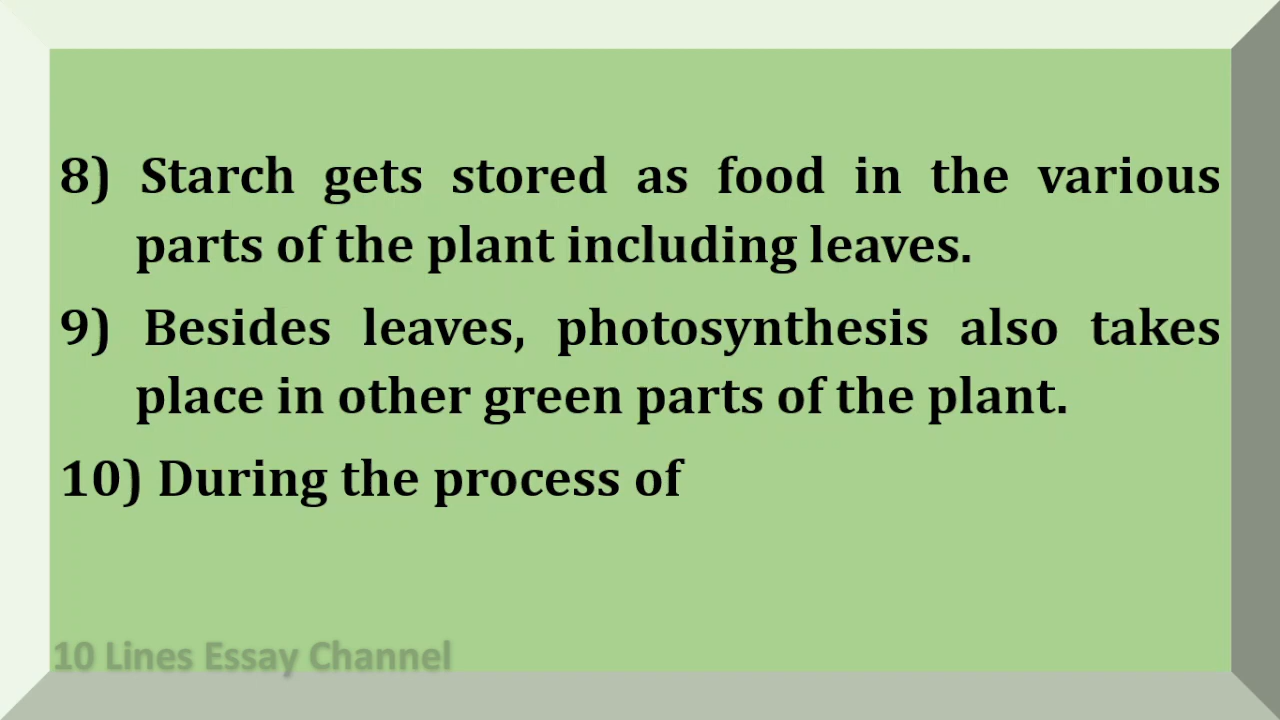 8) Starch gets stored as food in the various
parts of the plant including leaves.
9) Besides leaves, photosynthesis also takes
place in other green parts of the plant.
10) During the process of
10 Lines Essay Channel